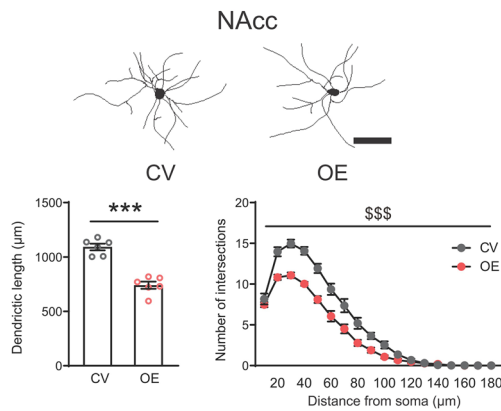 NAcc
CV OE
1500
1000
500
0
Dendrictic length (µm)
***
CV OE
20
15
10
5
0
Number of intersections
$$$
CV
OE
20 40 60 80 100 120 140 160 180
Distance from soma (µm)